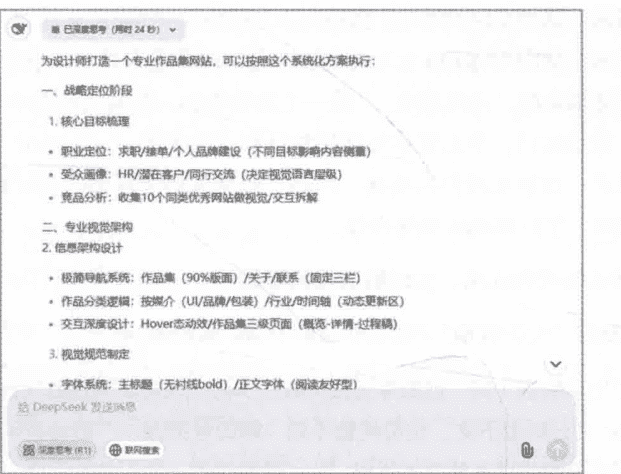 已深度思考（用时 24 秒）
为设计师打造一个专业作品集网站，可以按照这个系统化方案执行：
一、战略定位阶段
1. 核心目标梳理
• 职业定位：求职/接单/个人品牌建设（不同目标影响内容侧重）
• 受众画像：HR/潜在客户/同行交流（决定视觉语言层级）
• 竞品分析：收集10个同类优秀网站做视觉/交互拆解
二、专业视觉架构
2. 信息架构设计
• 极简导航系统：作品集（90%版面）/关于/联系（固定三栏）
• 作品分类逻辑：按媒介（UI/品牌/包装）/行业/时间轴（动态更新区）
• 交互深度设计：Hover态动效/作品集三级页面（概览-详情-过程稿）
3. 视觉规范制定
• 字体系统：主标题（无衬线bold）/正文字体（阅读友好型）
给 DeepSeek 发送消息
深度思考 (R1)
联网搜索